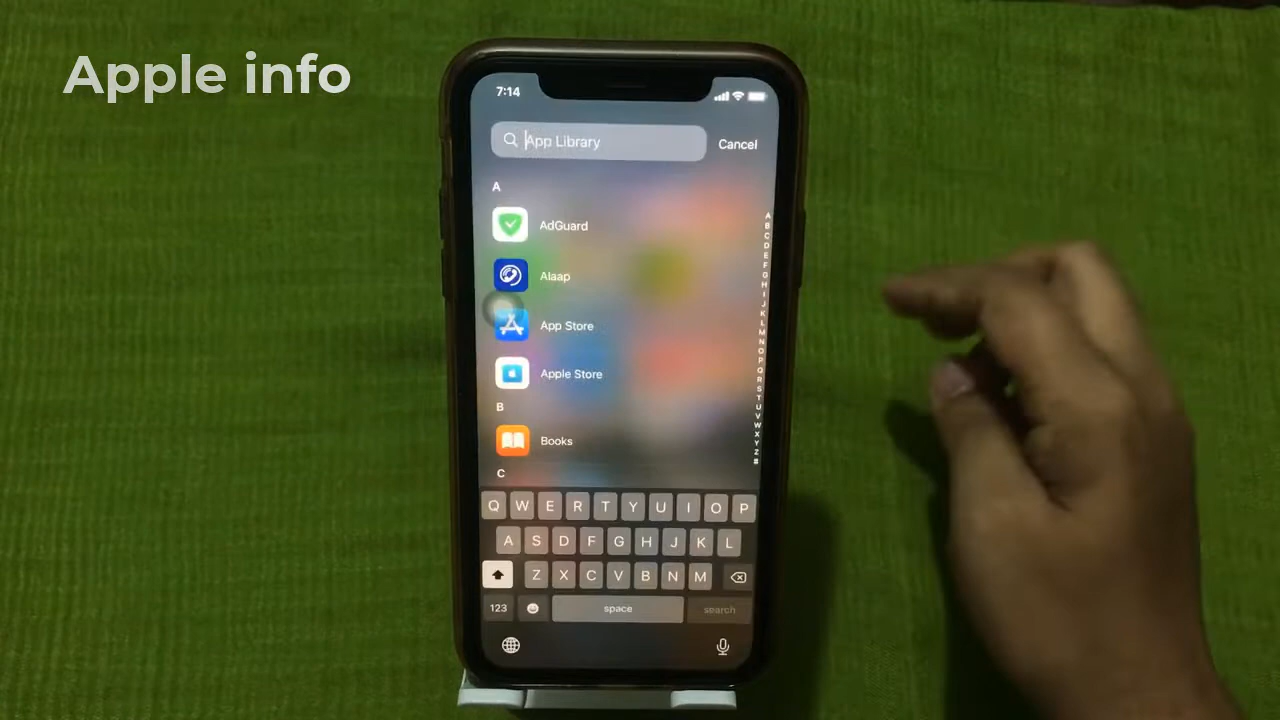 Apple info
7:14
App Library
Cancel
A
AdGuard
Alaap
App Store
Apple Store
B
Books
C
A
B
C
D
E
F
G
H
I
J
K
L
M
N
O
P
Q
R
S
T
U
V
W
X
Y
Z
#
Q W E R T Y U I O P
A S D F G H J K L
Z X C V B N M
123 space search